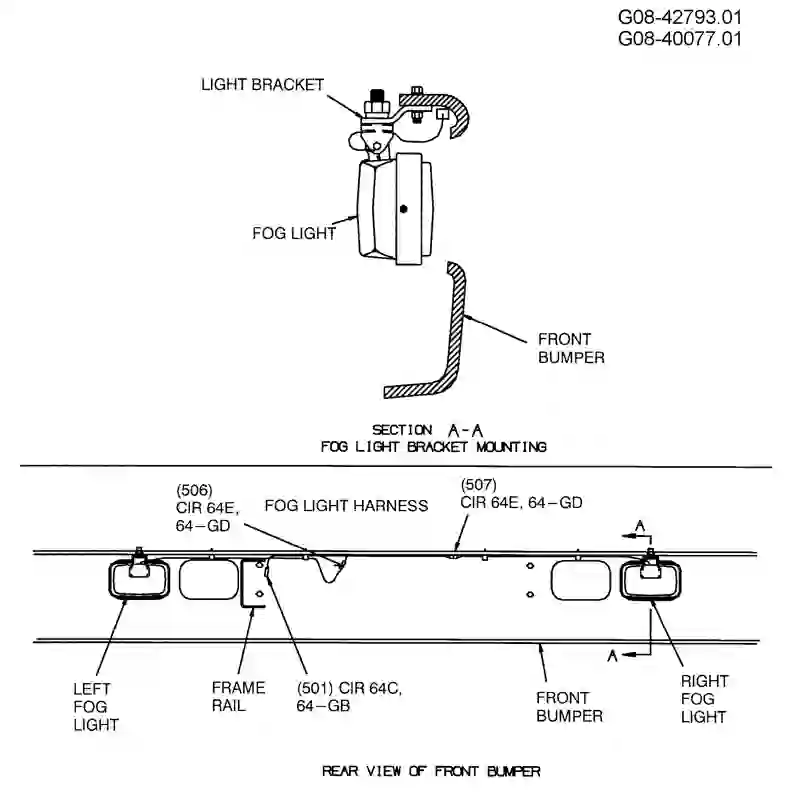 G08-42793.01
G08-40077.01
LIGHT BRACKET
FOG LIGHT
FRONT
BUMPER
SECTION A-A
FOG LIGHT BRACKET MOUNTING
(506)
CIR 64E,
64-GD
FOG LIGHT HARNESS
(507)
CIR 64E, 64-GD
A
A
LEFT
FOG
LIGHT
FRAME
RAIL
(501) CIR 64C,
64-GB
FRONT
BUMPER
RIGHT
FOG
LIGHT
REAR VIEW OF FRONT BUMPER